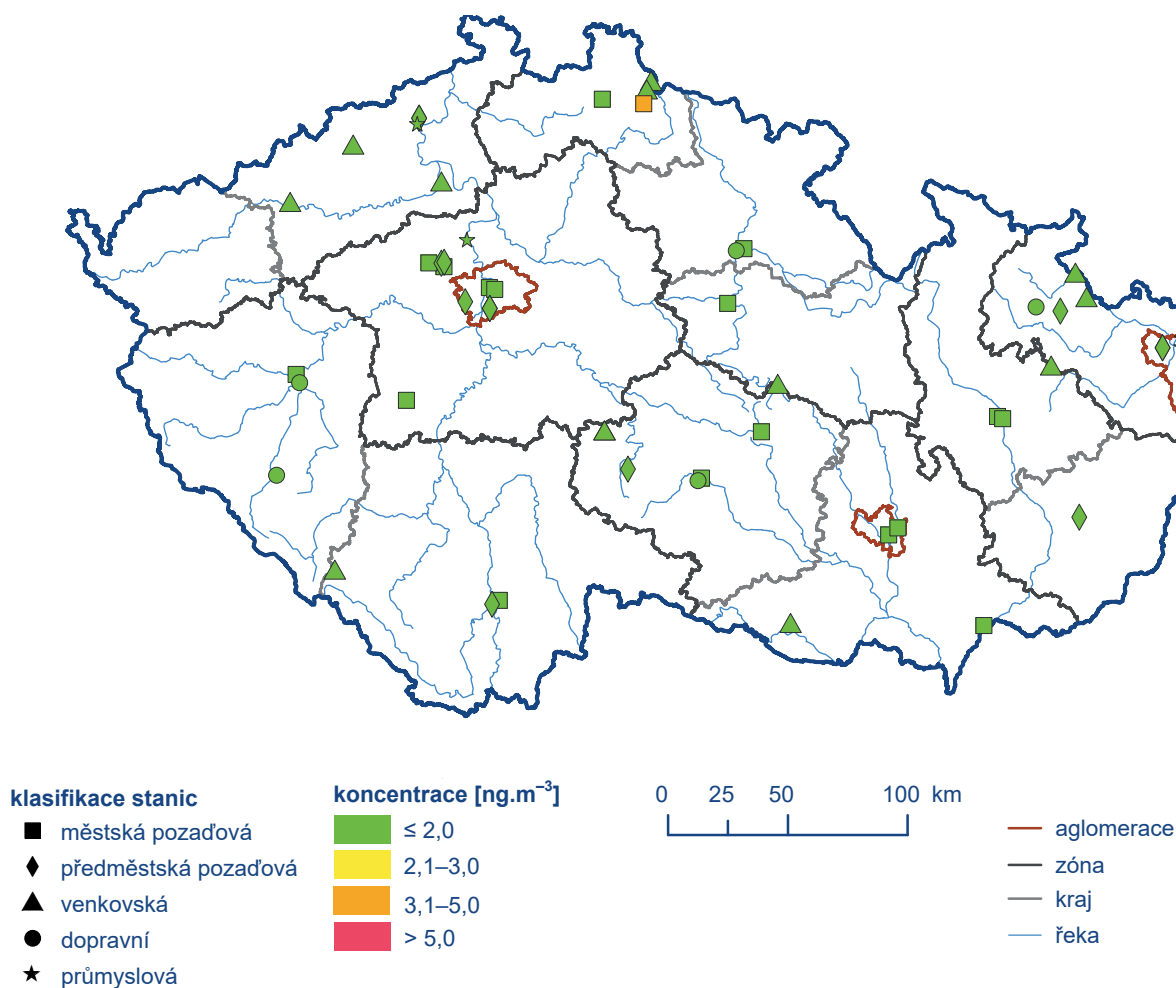 klasifikace stanic
městská pozaďová
předměstská pozaďová
venkovská
dopravní
průmyslová
koncentrace [ng.m⁻³]
≤ 2,0
2,1–3,0
3,1–5,0
> 5,0
0 25 50 100 km
aglomerace
zóna
kraj
řeka